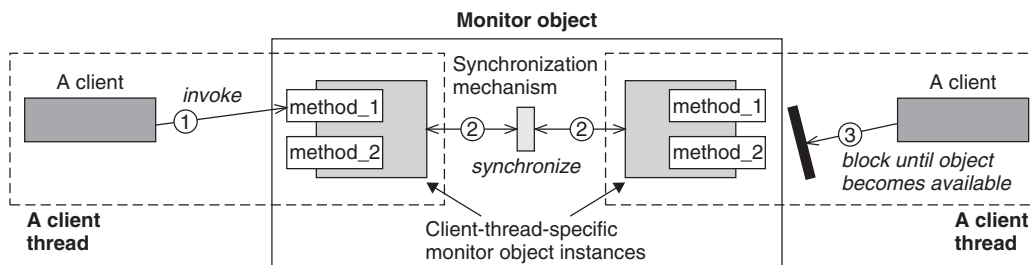 Monitor object
A client
invoke
1
method_1
method_2
A client
thread
Synchronization
mechanism
2
2
synchronize
Client-thread-specific
monitor object instances
method_1
method_2
A client
3
block until object
becomes available
A client
thread